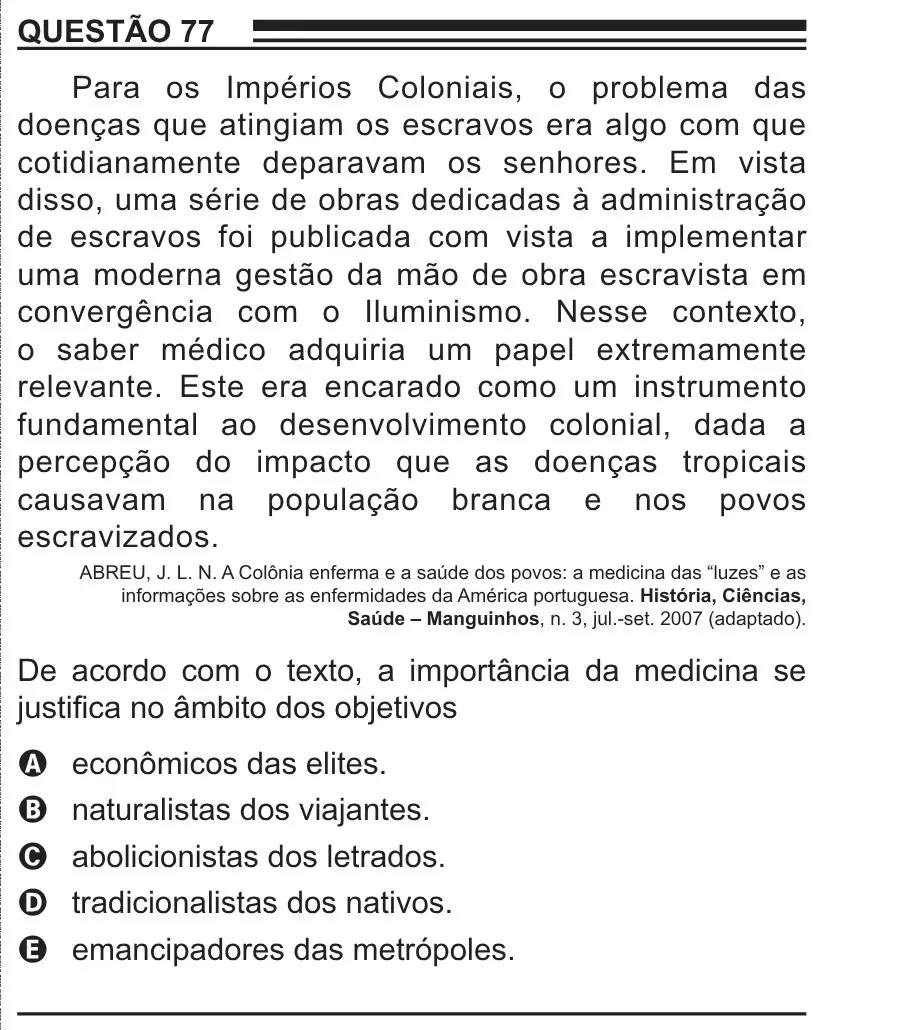 QUESTÃO 77
Para os Impérios Coloniais, o problema das
doenças que atingiam os escravos era algo com que
cotidianamente deparavam os senhores. Em vista
disso, uma série de obras dedicadas à administração
de escravos foi publicada com vista a implementar
uma moderna gestão da mão de obra escravista em
convergência com o Iluminismo. Nesse contexto,
o saber médico adquiria um papel extremamente
relevante. Este era encarado como um instrumento
fundamental ao desenvolvimento colonial, dada a
percepção do impacto que as doenças tropicais
causavam na população branca e nos povos
escravizados.
ABREU, J. L. N. A Colônia enferma e a saúde dos povos: a medicina das “luzes” e as
informações sobre as enfermidades da América portuguesa. História, Ciências,
Saúde – Manguinhos, n. 3, jul.-set. 2007 (adaptado).
De acordo com o texto, a importância da medicina se
justifica no âmbito dos objetivos
A econômicos das elites.
B naturalistas dos viajantes.
C abolicionistas dos letrados.
D tradicionalistas dos nativos.
E emancipadores das metrópoles.